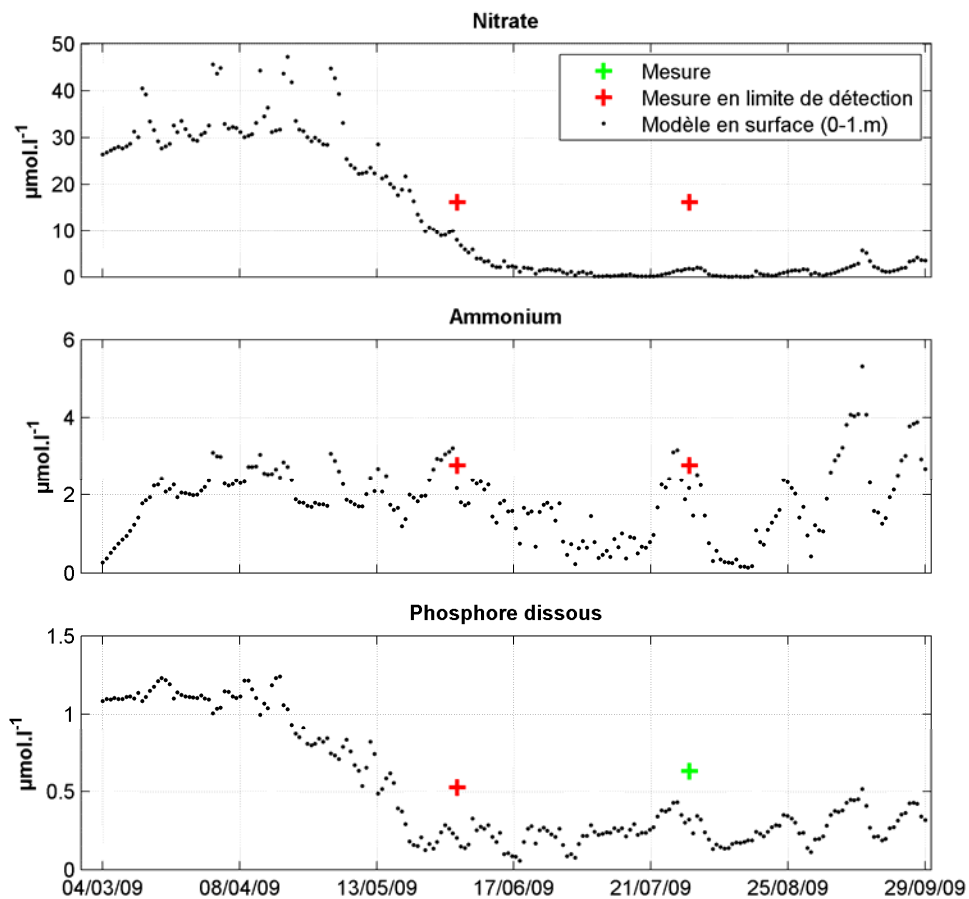 Nitrate
50
40
30
20
10
0
µmol.l-1
Mesure
Mesure en limite de détection
Modèle en surface (0-1.m)
Ammonium
6
4
2
0
µmol.l-1
Phosphore dissous
1.5
1
0.5
0
µmol.l-1
04/03/09 08/04/09 13/05/09 17/06/09 21/07/09 25/08/09 29/09/09